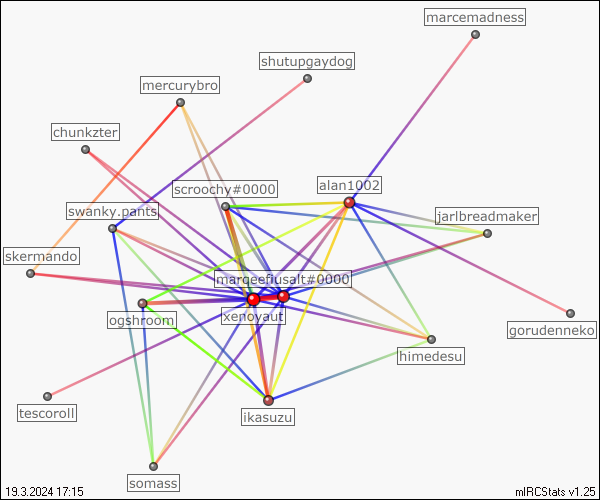 marcemadness
shutupgaydog
mercurybro
chunkzter
scroochy#0000
alan1002
swanky.pants
jarlbreadmaker
skermando
marqeefiusalt#0000
xenoyaut
ogshroom
gorudenneko
himedesu
tescoroll
ikasuzu
somass
19.3.2024 17:15
mIRCStats v1.25